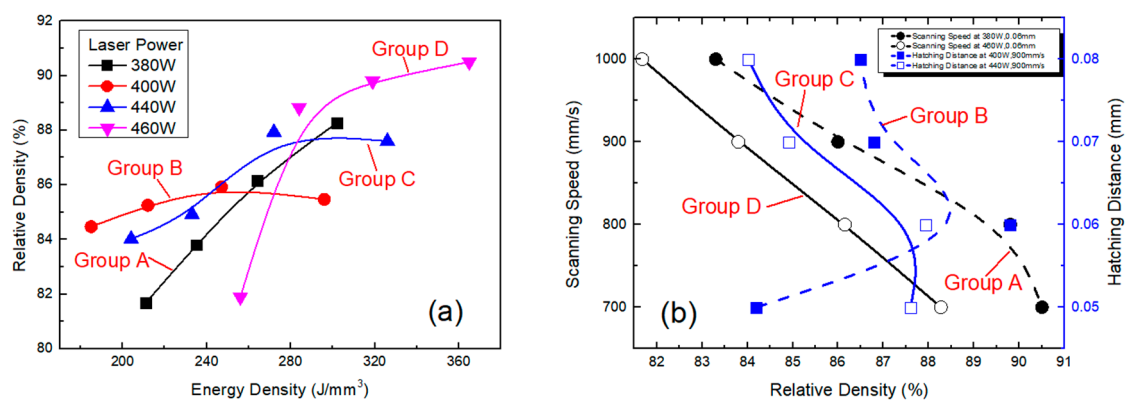 92
90
88
86
84
82
80
Relative Density (%)
Laser Power
380W
400W
440W
460W
Group D
Group B
Group C
Group A
(a)
200
240
280
320
360
Energy Density (J/mm³)
1000
900
800
700
Scanning Speed (mm/s)
Scanning Speed at 380W,0.06mm
Scanning Speed at 460W,0.06mm
Hatching Distance at 400W,900mm/s
Hatching Distance at 440W,900mm/s
Group C
Group B
Group D
Group A
(b)
0.08
0.07
0.06
0.05
Hatching Distance (mm)
82
83
84
85
86
87
88
89
90
91
Relative Density (%)